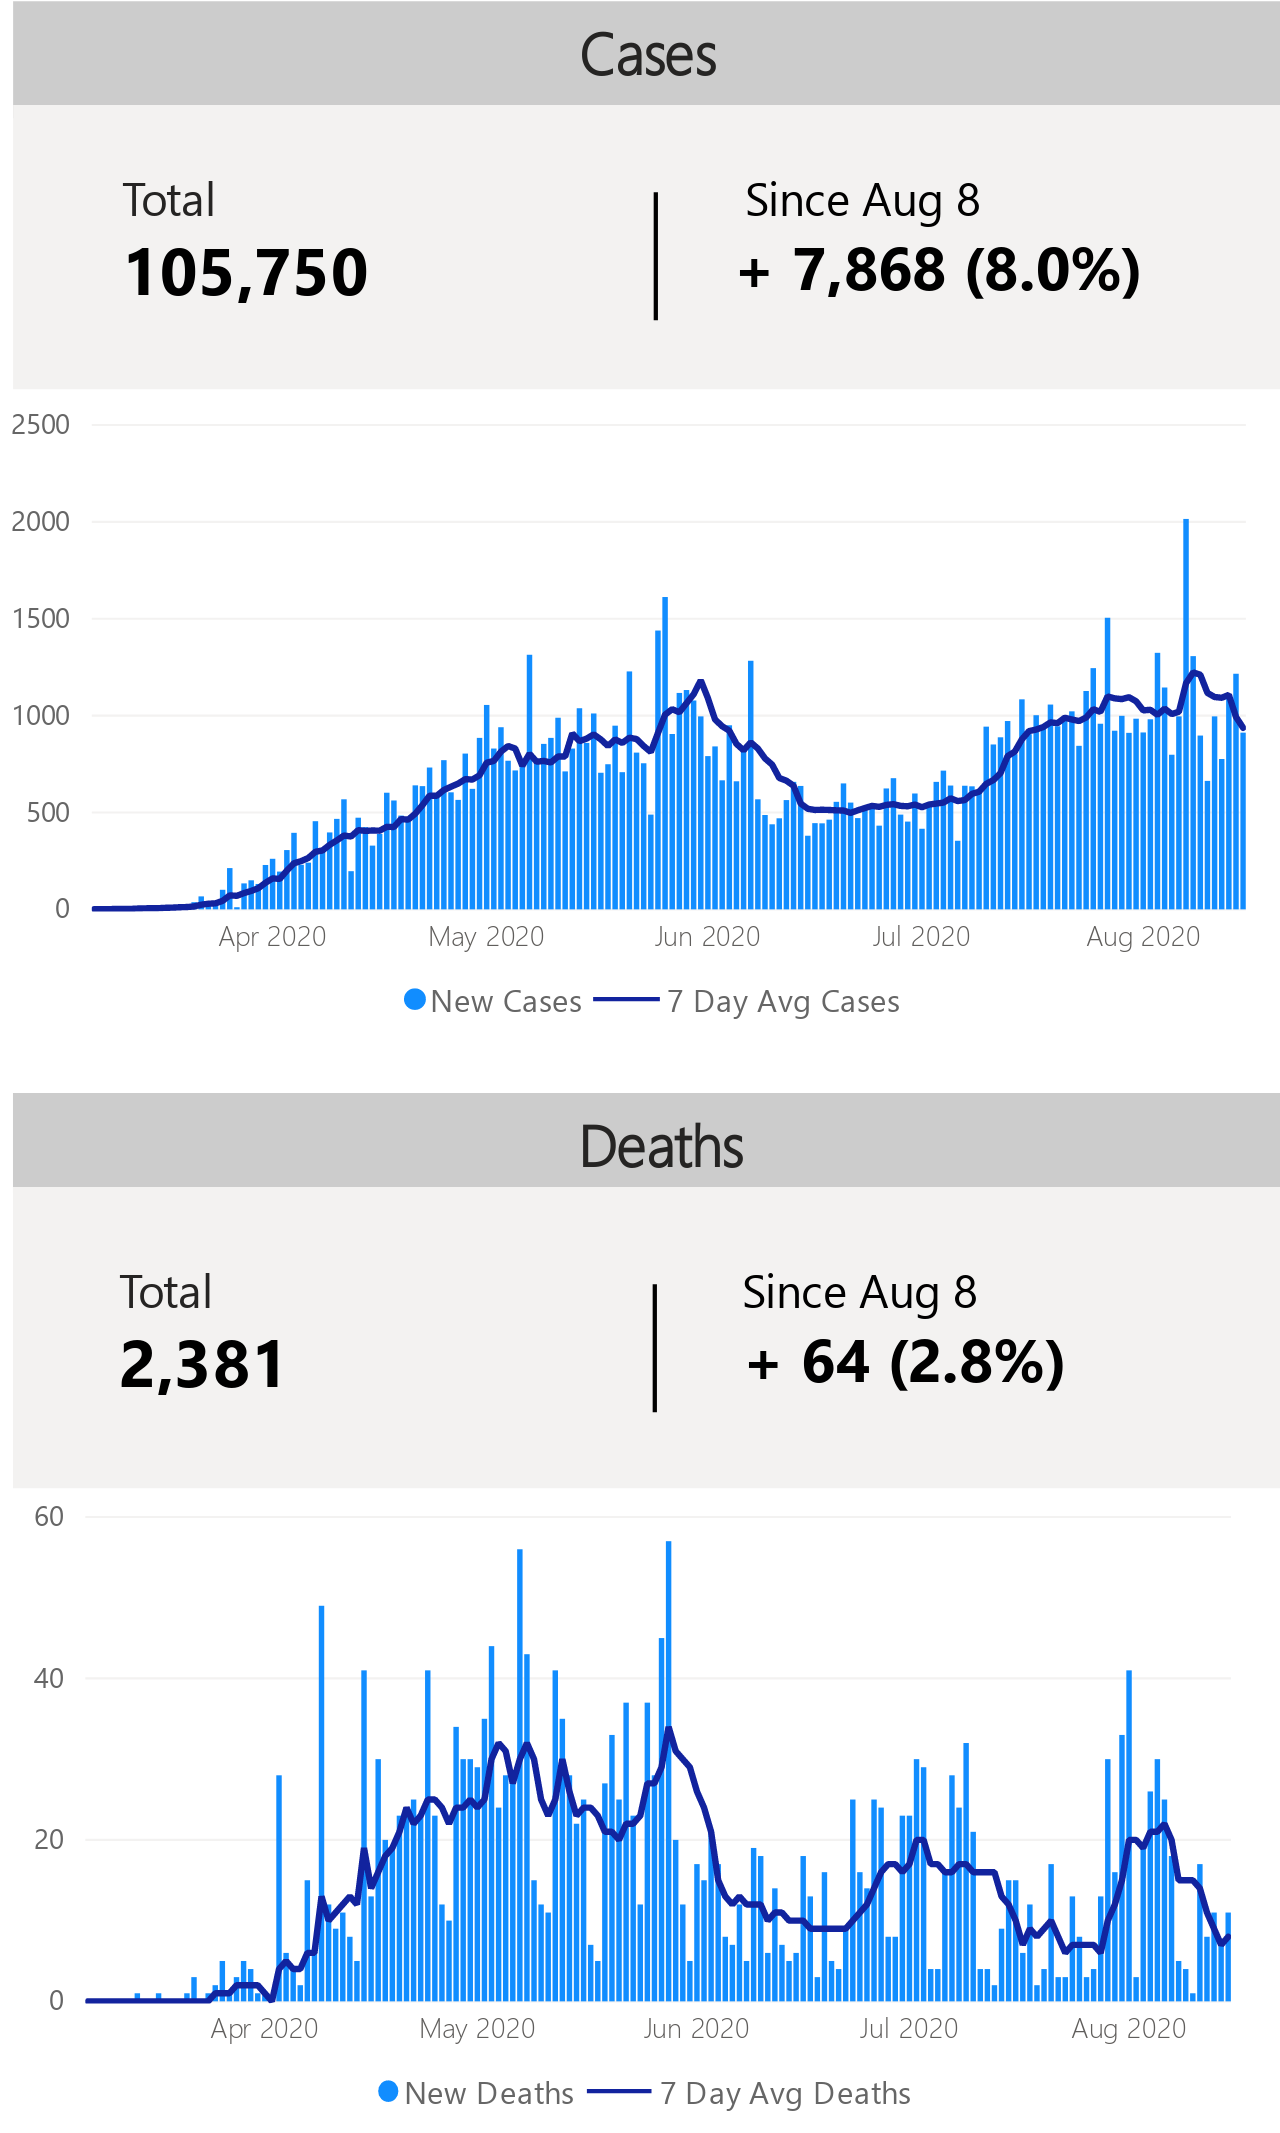 Cases
Total
Since Aug 8
105,750
+ 7,868 (8.0%)
2500
2000
1500
1000
500
0
Apr 2020
May 2020
Jun 2020
Jul 2020
Aug 2020
New Cases
7 Day Avg Cases
Deaths
Total
Since Aug 8
2,381
+ 64 (2.8%)
60
40
20
0
Apr 2020
May 2020
Jun 2020
Jul 2020
Aug 2020
New Deaths
7 Day Avg Deaths